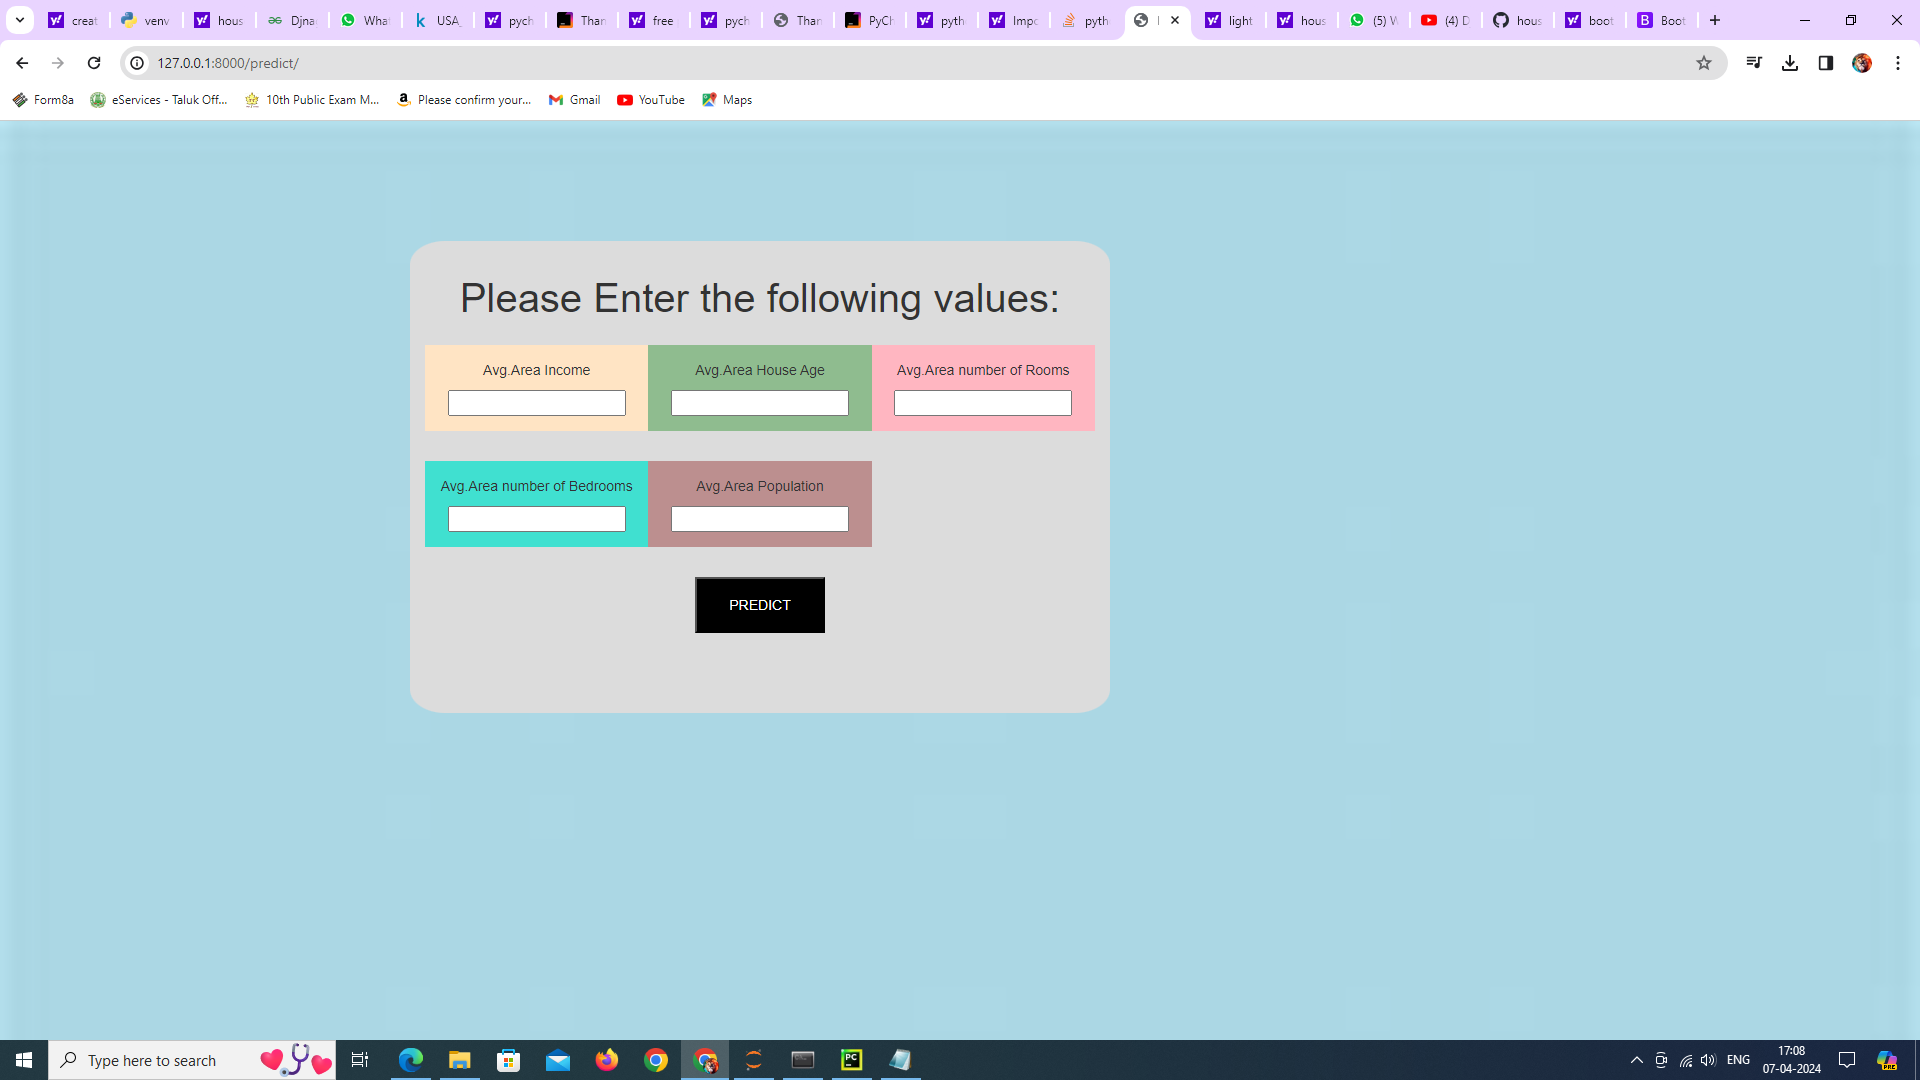 creat venv hous Djna What USA pych Than free pych Than PyCh pyth Impo pyth light hous (5) W (4) D hous boot Boot
127.0.0.1:8000/predict/
Form8a eServices - Taluk Off... 10th Public Exam M... Please confirm your... Gmail YouTube Maps
Please Enter the following values:
Avg.Area Income Avg.Area House Age Avg.Area number of Rooms
Avg.Area number of Bedrooms Avg.Area Population
PREDICT
Type here to search
ENG
17:08
07-04-2024